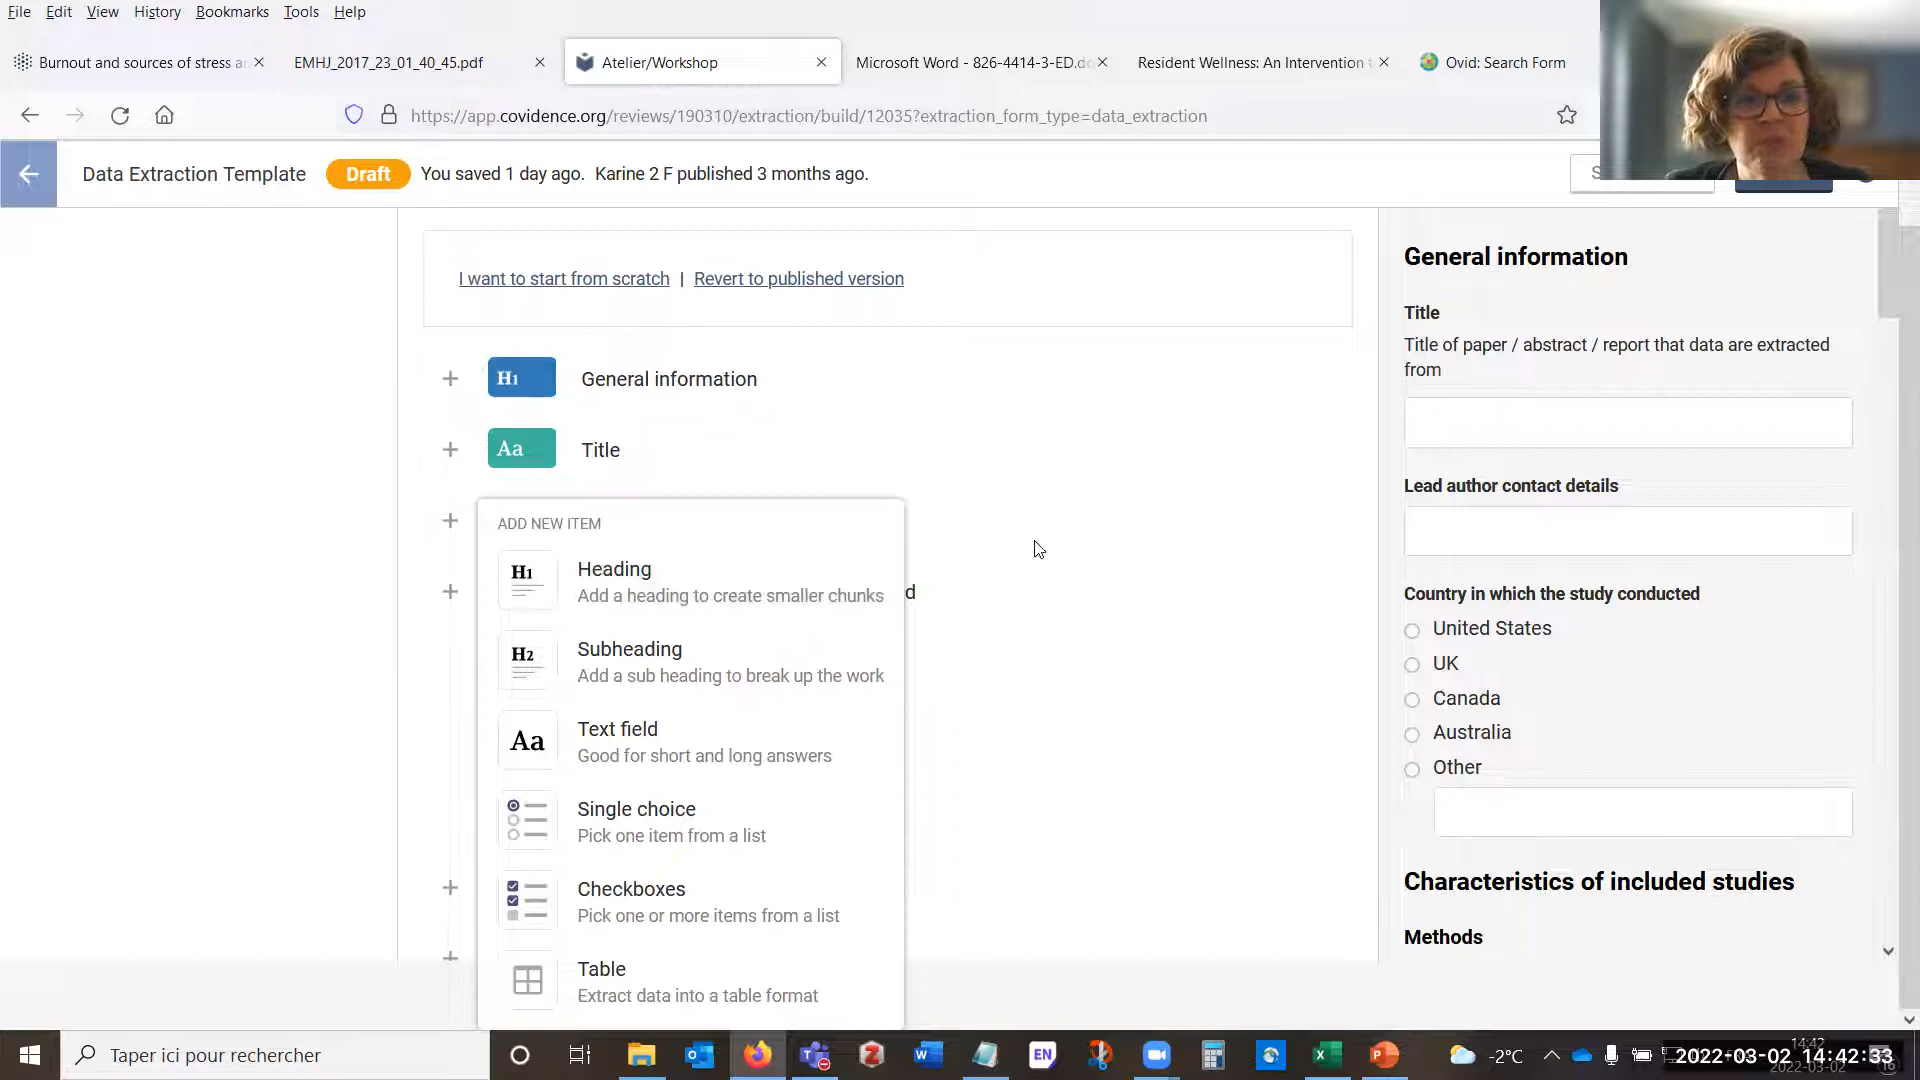 File Edit View History Bookmarks Tools Help
Burnout and sources of stress a
EMHJ_2017_23_01_40_45.pdf
Atelier/Workshop
Microsoft Word - 826-4414-3-ED.do
Resident Wellness: An Intervention t
Ovid: Search Form
https://app.covidence.org/reviews/190310/extraction/build/12035?extraction_form_type=data_extraction
Data Extraction Template Draft You saved 1 day ago. Karine 2 F published 3 months ago.
I want to start from scratch | Revert to published version
H1 General information
Aa Title
ADD NEW ITEM
H1 Heading
Add a heading to create smaller chunks
d
H2 Subheading
Add a sub heading to break up the work
Aa Text field
Good for short and long answers
Single choice
Pick one item from a list
Checkboxes
Pick one or more items from a list
Table
Extract data into a table format
General information
Title
Title of paper / abstract / report that data are extracted
from
Lead author contact details
Country in which the study conducted
United States
UK
Canada
Australia
Other
Characteristics of included studies
Methods
Taper ici pour rechercher
EN
-2°C
14:42
2022-03-02 14:42:33
2022-03-02